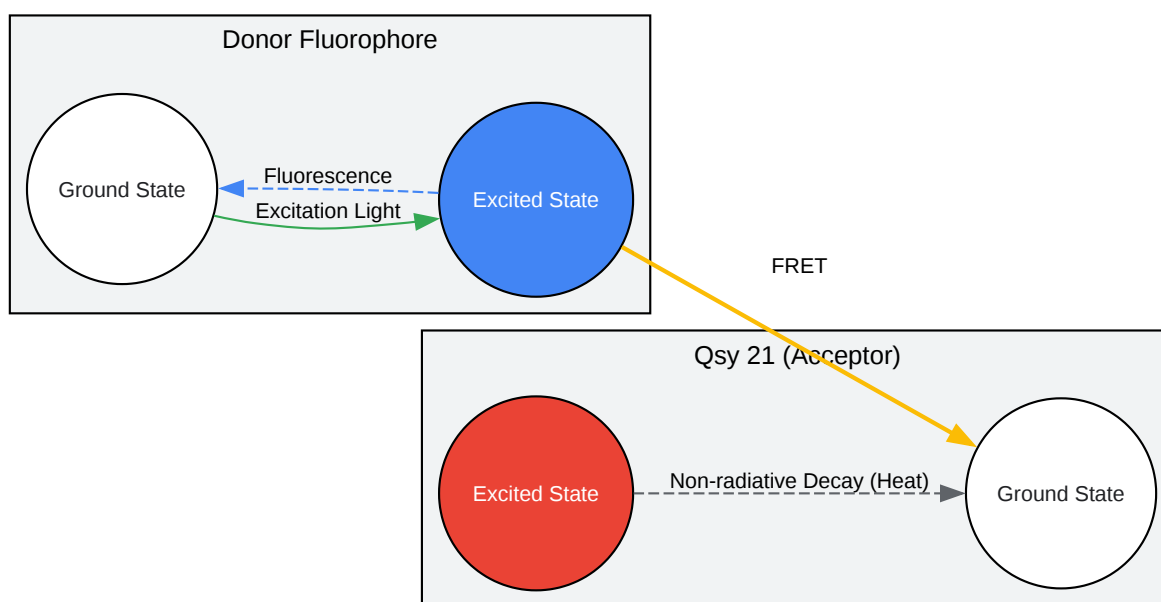 Donor Fluorophore
Ground State
Fluorescence
Excitation Light
Excited State
FRET
Qsy 21 (Acceptor)
Excited State
Non-radiative Decay (Heat)
Ground State